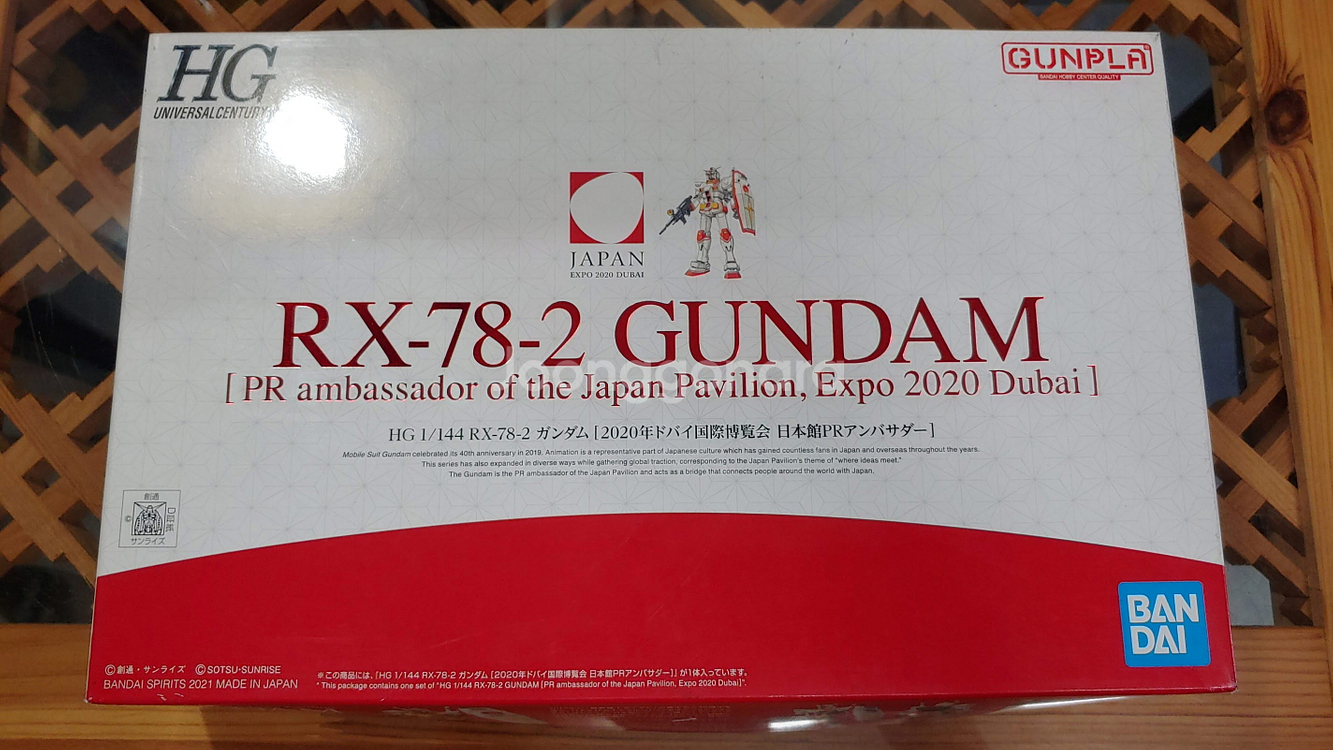 HG
UNIVERSAL CENTURY
GUNPLA
BANDAI HOBBY CENTER QUALITY
JAPAN
EXPO 2020 DUBAI
RX-78-2 GUNDAM
joonggonara
[ PR ambassador of the Japan Pavilion, Expo 2020 Dubai ]
HG 1/144 RX-78-2 ガンダム [2020年ドバイ国際博覧会 日本館PRアンバサダー]
Mobile Suit Gundam celebrated its 40th anniversary in 2019. Animation is a representative part of Japanese culture which has gained countless fans in Japan and overseas throughout the years.
This series has also expanded in diverse ways while gathering global traction, corresponding to the Japan Pavilion's theme of "where ideas meet."
The Gundam is the PR ambassador of the Japan Pavilion and acts as a bridge that connects people around the world with Japan.
創通
©
サンライズ
BAN
DAI
©創通・サンライズ ©SOTSU・SUNRISE
BANDAI SPIRITS 2021 MADE IN JAPAN
※この商品には、「HG 1/144 RX-78-2 ガンダム [2020年ドバイ国際博覧会 日本館PRアンバサダー]」が1体入っています。
* This package contains one set of "HG 1/144 RX-78-2 GUNDAM [PR ambassador of the Japan Pavilion, Expo 2020 Dubai]".